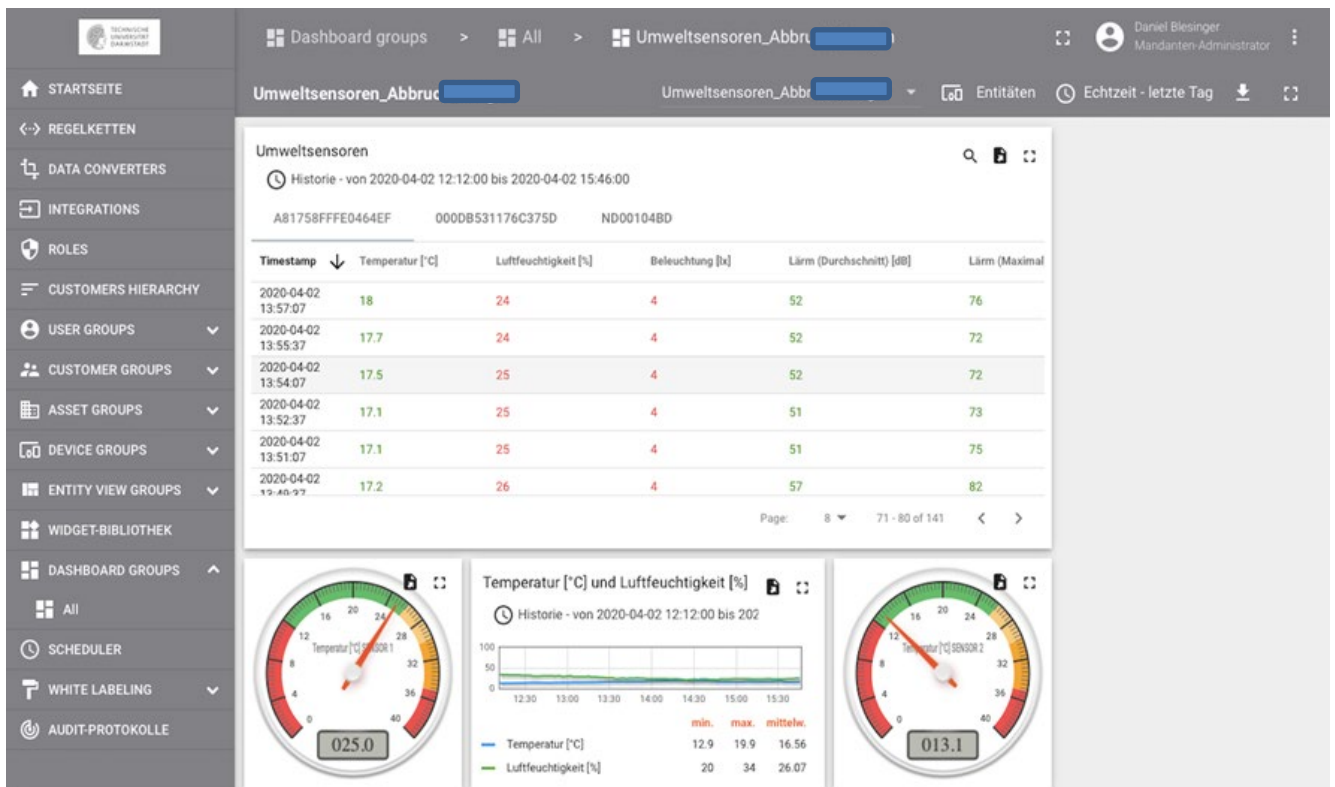 TECHNISCHE
UNIVERSITÄT
DARMSTADT
Dashboard groups > All > Umweltsensoren_Abbru
Daniel Blesinger
Mandanten-Administrator
Umweltsensoren_Abbruc
Umweltsensoren_Abbr
Entitäten
Echtzeit - letzte Tag
STARTSEITE
REGELKETTEN
DATA CONVERTERS
INTEGRATIONS
ROLES
CUSTOMERS HIERARCHY
USER GROUPS
CUSTOMER GROUPS
ASSET GROUPS
DEVICE GROUPS
ENTITY VIEW GROUPS
WIDGET-BIBLIOTHEK
DASHBOARD GROUPS
All
SCHEDULER
WHITE LABELING
AUDIT-PROTOKOLLE
Umweltsensoren
Historie - von 2020-04-02 12:12:00 bis 2020-04-02 15:46:00
A81758FFFE0464EF 000DB531176C375D ND00104BD
Timestamp Temperatur [°C] Luftfeuchtigkeit [%] Beleuchtung [lx] Lärm (Durchschnitt) [dB] Lärm (Maximal
2020-04-02
13:57:07 18 24 4 52 76
2020-04-02
13:55:37 17.7 24 4 52 72
2020-04-02
13:54:07 17.5 25 4 52 72
2020-04-02
13:52:37 17.1 25 4 51 73
2020-04-02
13:51:07 17.1 25 4 51 75
2020-04-02
13:49:37 17.2 26 4 57 82
Page: 8 71 - 80 of 141 < >
0 4 8 12 16 20 24 28 32 36 40
Temperatur [°C] SENSOR 1
025.0
Temperatur [°C] und Luftfeuchtigkeit [%]
Historie - von 2020-04-02 12:12:00 bis 202
100
50
0
12:30 13:00 13:30 14:00 14:30 15:00 15:30
min. max. mittelw.
Temperatur [°C] 12.9 19.9 16.56
Luftfeuchtigkeit [%] 20 34 26.07
0 4 8 12 16 20 24 28 32 36 40
Temperatur [°C] SENSOR 2
013.1